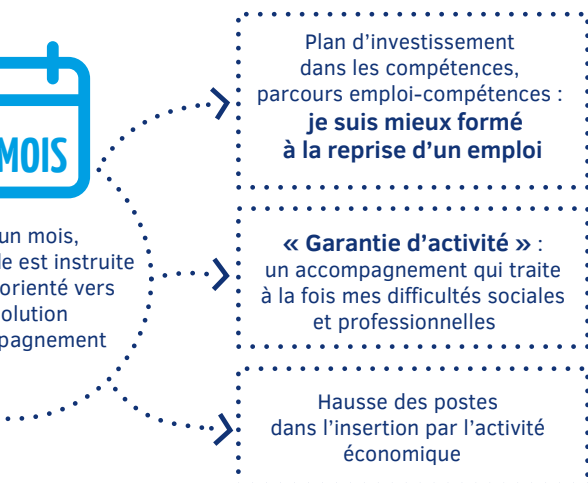 MOIS
un mois,
est instruite
orienté vers
pagnement
Plan d’investissement
dans les compétences,
parcours emploi-compétences :
je suis mieux formé
à la reprise d’un emploi
« Garantie d’activité » :
un accompagnement qui traite
à la fois mes difficultés sociales
et professionnelles
Hausse des postes
dans l’insertion par l’activité
économique